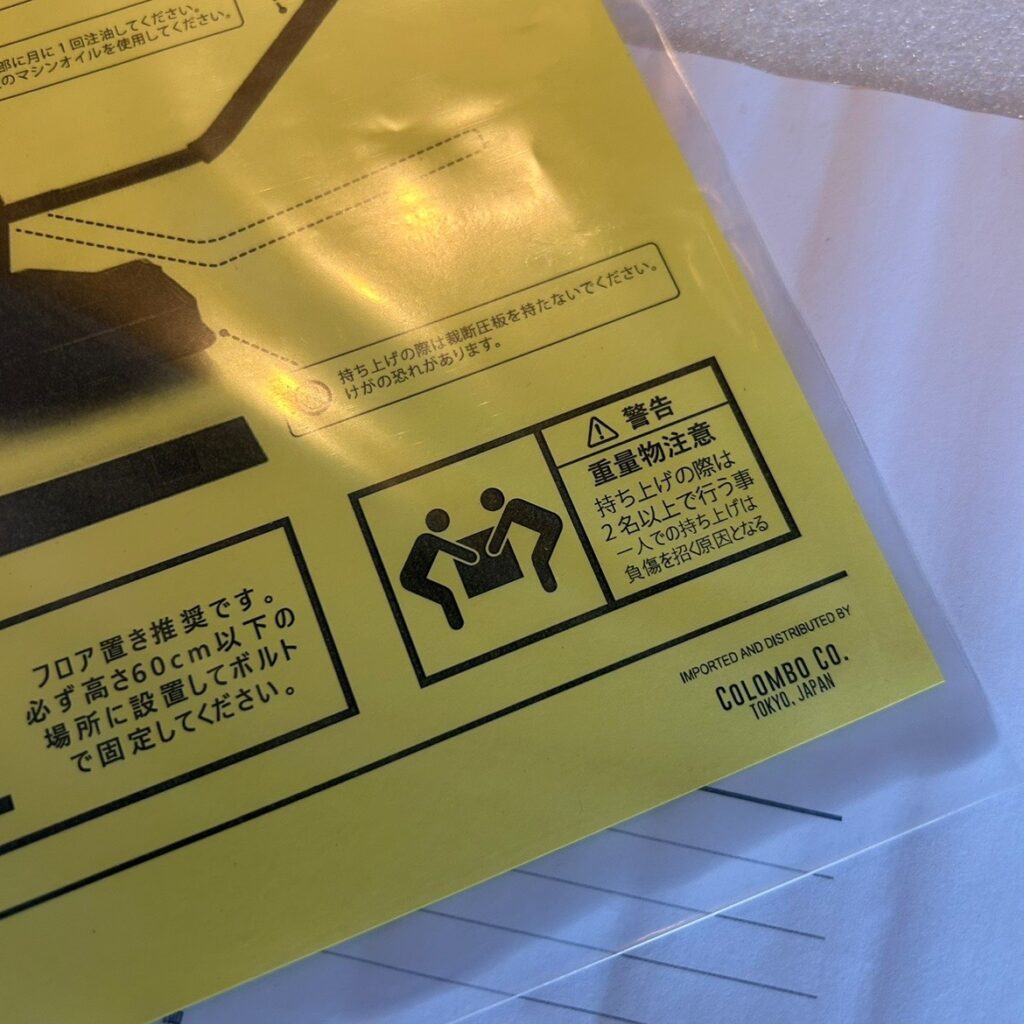 部に月に1回注油してください。
のマシンオイルを使用してください。
持ち上げの際は裁断圧板を持たないでください。
けがの恐れがあります。
警告
重量物注意
持ち上げの際は
2名以上で行う事
一人での持ち上げは
負傷を招く原因となる
フロア置き推奨です。
必ず高さ60cm以下の
場所に設置してボルト
で固定してください。
IMPORTED AND DISTRIBUTED BY
COLOMBO CO.
TOKYO, JAPAN